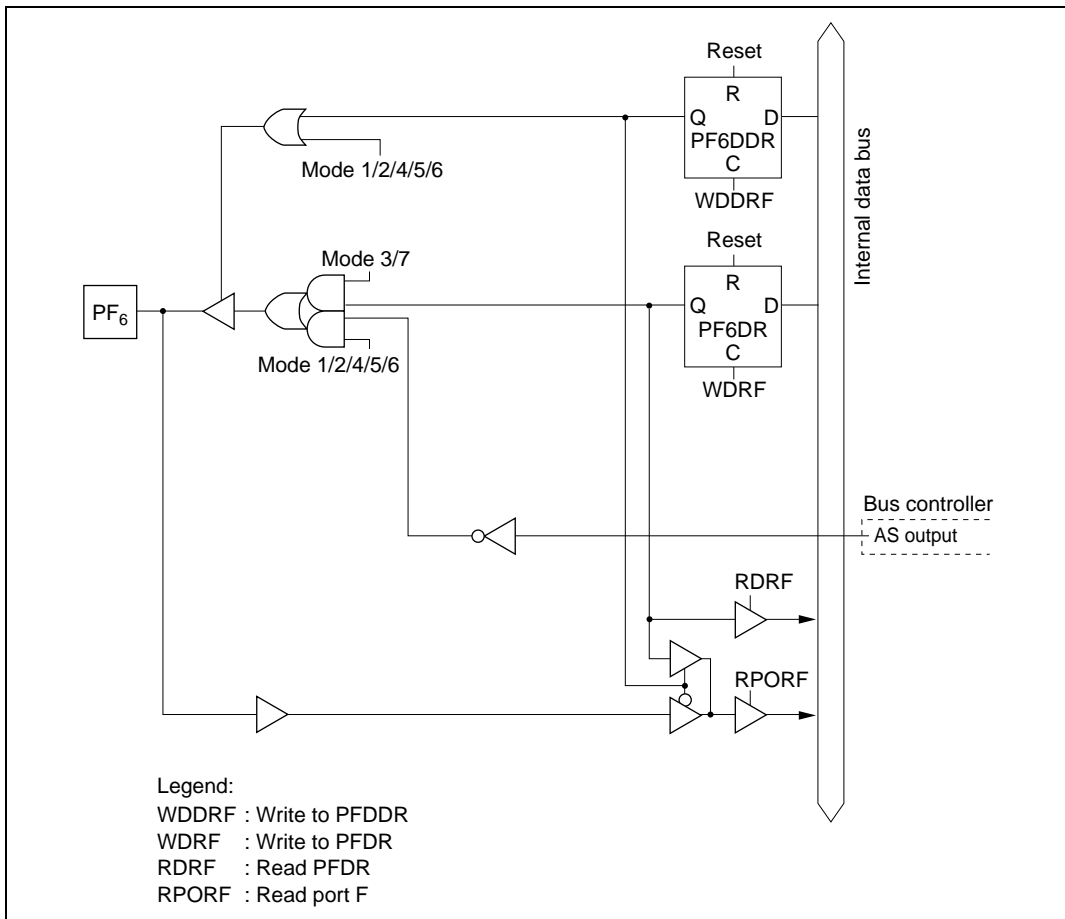 Reset
R
Q D
PF6DDR
C
WDDRF
Mode 1/2/4/5/6
Internal data bus
Reset
R
Q D
PF6DR
C
WDRF
Mode 3/7
PF6
Mode 1/2/4/5/6
Bus controller
AS output
RDRF
RPORF
Legend:
WDDRF : Write to PFDDR
WDRF : Write to PFDR
RDRF : Read PFDR
RPORF : Read port F